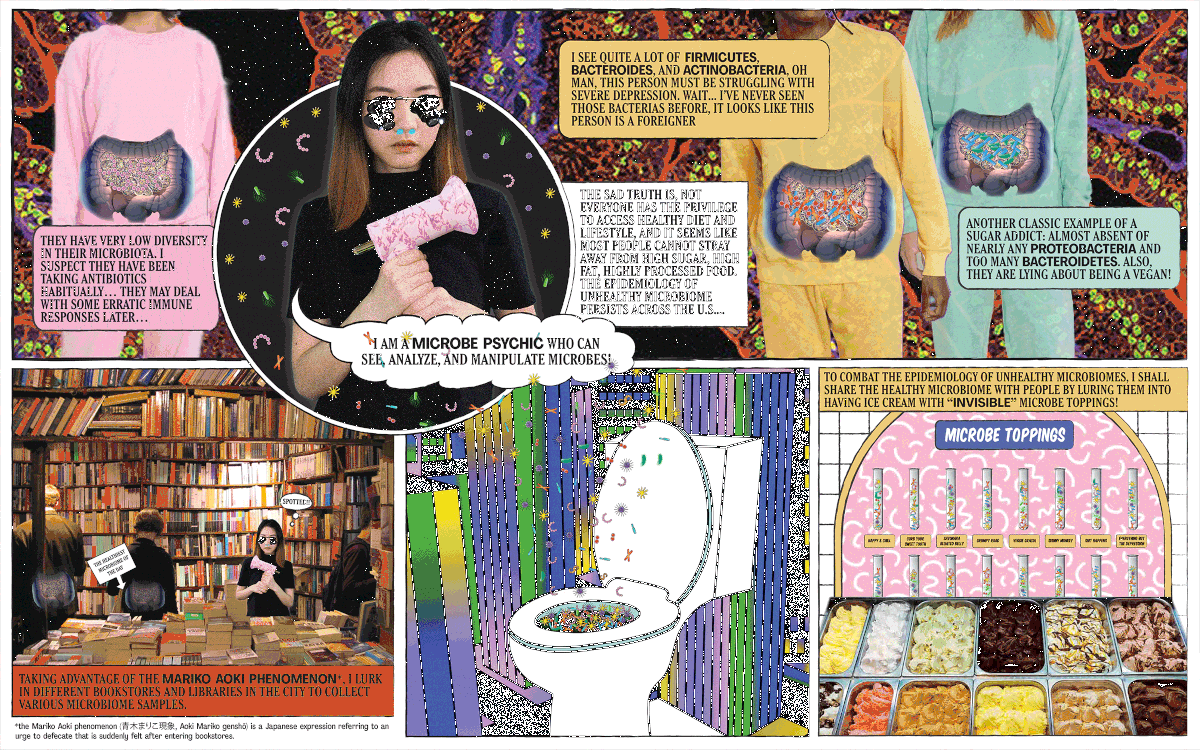 THEY HAVE VERY LOW DIVERSITY
IN THEIR MICROBIOTA. I
SUSPECT THEY HAVE BEEN
TAKING ANTIBIOTICS
HABITUALLY... THEY MAY DEAL
WITH SOME ERRATIC IMMUNE
RESPONSES LATER...
I AM A MICROBE PSYCHIC WHO CAN
SEE, ANALYZE, AND MANIPULATE MICROBES!
I SEE QUITE A LOT OF FIRMICUTES,
BACTEROIDES, AND ACTINOBACTERIA. OH
MAN, THIS PERSON MUST BE STRUGGLING WITH
SEVERE DEPRESSION. WAIT... I'VE NEVER SEEN
THOSE BACTERIAS BEFORE, IT LOOKS LIKE THIS
PERSON IS A FOREIGNER
THE SAD TRUTH IS, NOT
EVERYONE HAS THE PRIVILEGE
TO ACCESS HEALTHY DIET AND
LIFESTYLE, AND IT SEEMS LIKE
MOST PEOPLE CANNOT STRAY
AWAY FROM HIGH SUGAR, HIGH
FAT, HIGHLY PROCESSED FOOD.
THE EPIDEMIOLOGY OF
UNHEALTHY MICROBIOME
PERSISTS ACROSS THE U.S....
ANOTHER CLASSIC EXAMPLE OF A
SUGAR ADDICT: ALMOST ABSENT OF
NEARLY ANY PROTEOBACTERIA AND
TOO MANY BACTEROIDETES. ALSO,
THEY ARE LYING ABOUT BEING A VEGAN!
SPOTTED!
THE HEALTHIEST
MICROBIOME OF
THE DAY
TAKING ADVANTAGE OF THE MARIKO AOKI PHENOMENON*, I LURK
IN DIFFERENT BOOKSTORES AND LIBRARIES IN THE CITY TO COLLECT
VARIOUS MICROBIOME SAMPLES.
*the Mariko Aoki phenomenon (青木まりこ現象, Aoki Mariko genshō) is a Japanese expression referring to an
urge to defecate that is suddenly felt after entering bookstores.
TO COMBAT THE EPIDEMIOLOGY OF UNHEALTHY MICROBIOMES, I SHALL
SHARE THE HEALTHY MICROBIOME WITH PEOPLE BY LURING THEM INTO
HAVING ICE CREAM WITH "INVISIBLE" MICROBE TOPPINGS!
MICROBE TOPPINGS